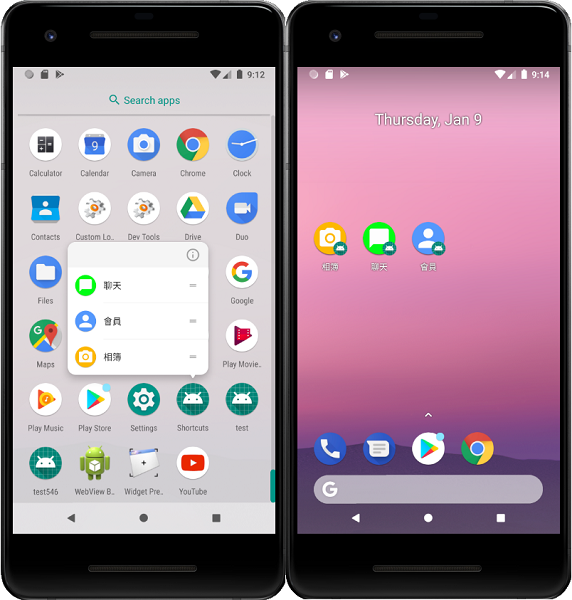 9:12
Search apps
Calculator
Calendar
Camera
Chrome
Clock
9
Contacts
Custom Lo..
Dev Tools
Drive
Duo
聊天
會員
相簿
Files
Google
Maps
Play Movie..
Play Music
Play Store
Settings
Shortcuts
test
test546
WebView B..
Widget Pre..
YouTube
9:14
Thursday, Jan 9
相簿
聊天
會員